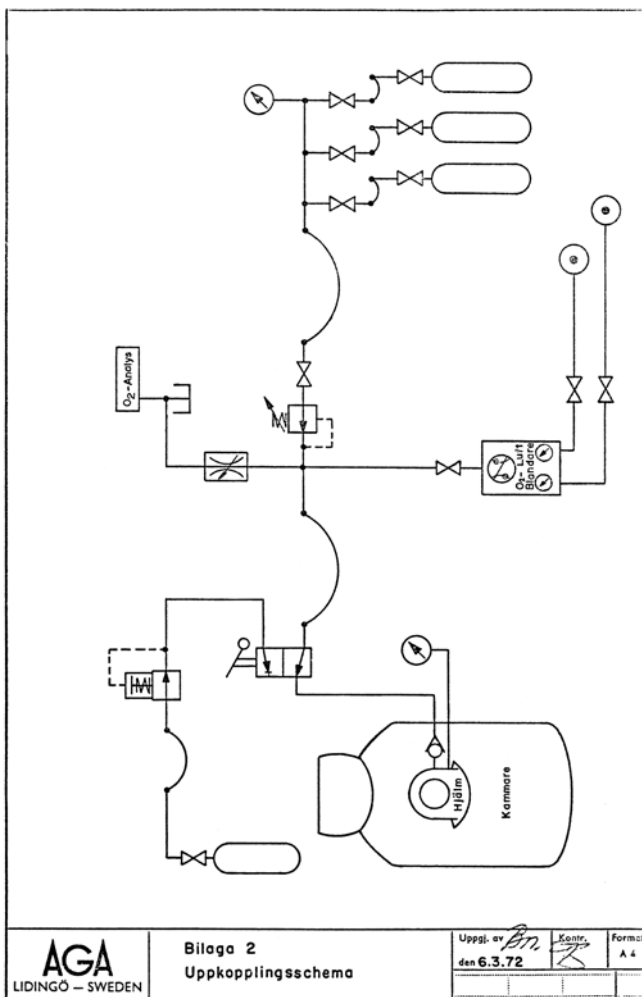 O₂-Analys
O₂-Luft
Blandare
Hjälm
Kammare
AGA
LIDINGÖ – SWEDEN
Bilaga 2
Uppkopplingsschema
Uppgj. av
den 6.3.72
Kontr.
Format
A 4